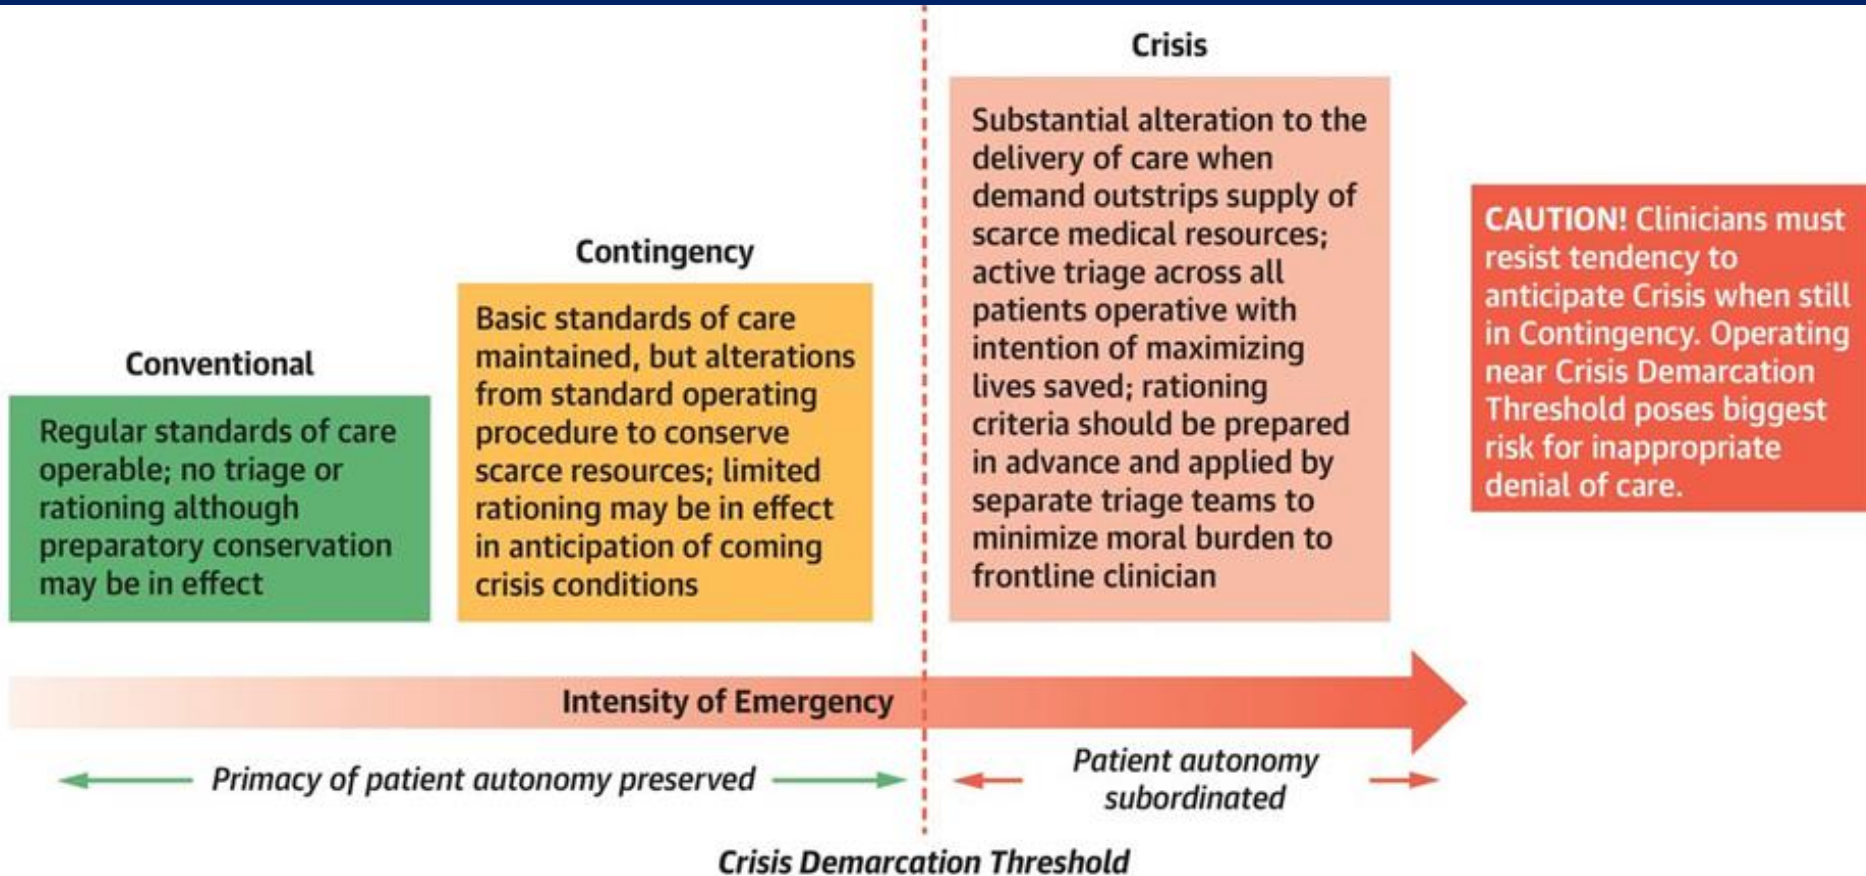 Conventional
Regular standards of care
operable; no triage or
rationing although
preparatory conservation
may be in effect
Contingency
Basic standards of care
maintained, but alterations
from standard operating
procedure to conserve
scarce resources; limited
rationing may be in effect
in anticipation of coming
crisis conditions
Crisis
Substantial alteration to the
delivery of care when
demand outstrips supply of
scarce medical resources;
active triage across all
patients operative with
intention of maximizing
lives saved; rationing
criteria should be prepared
in advance and applied by
separate triage teams to
minimize moral burden to
frontline clinician
CAUTION! Clinicians must
resist tendency to
anticipate Crisis when still
in Contingency. Operating
near Crisis Demarcation
Threshold poses biggest
risk for inappropriate
denial of care.
Intensity of Emergency
Primacy of patient autonomy preserved
Patient autonomy
subordinated
Crisis Demarcation Threshold